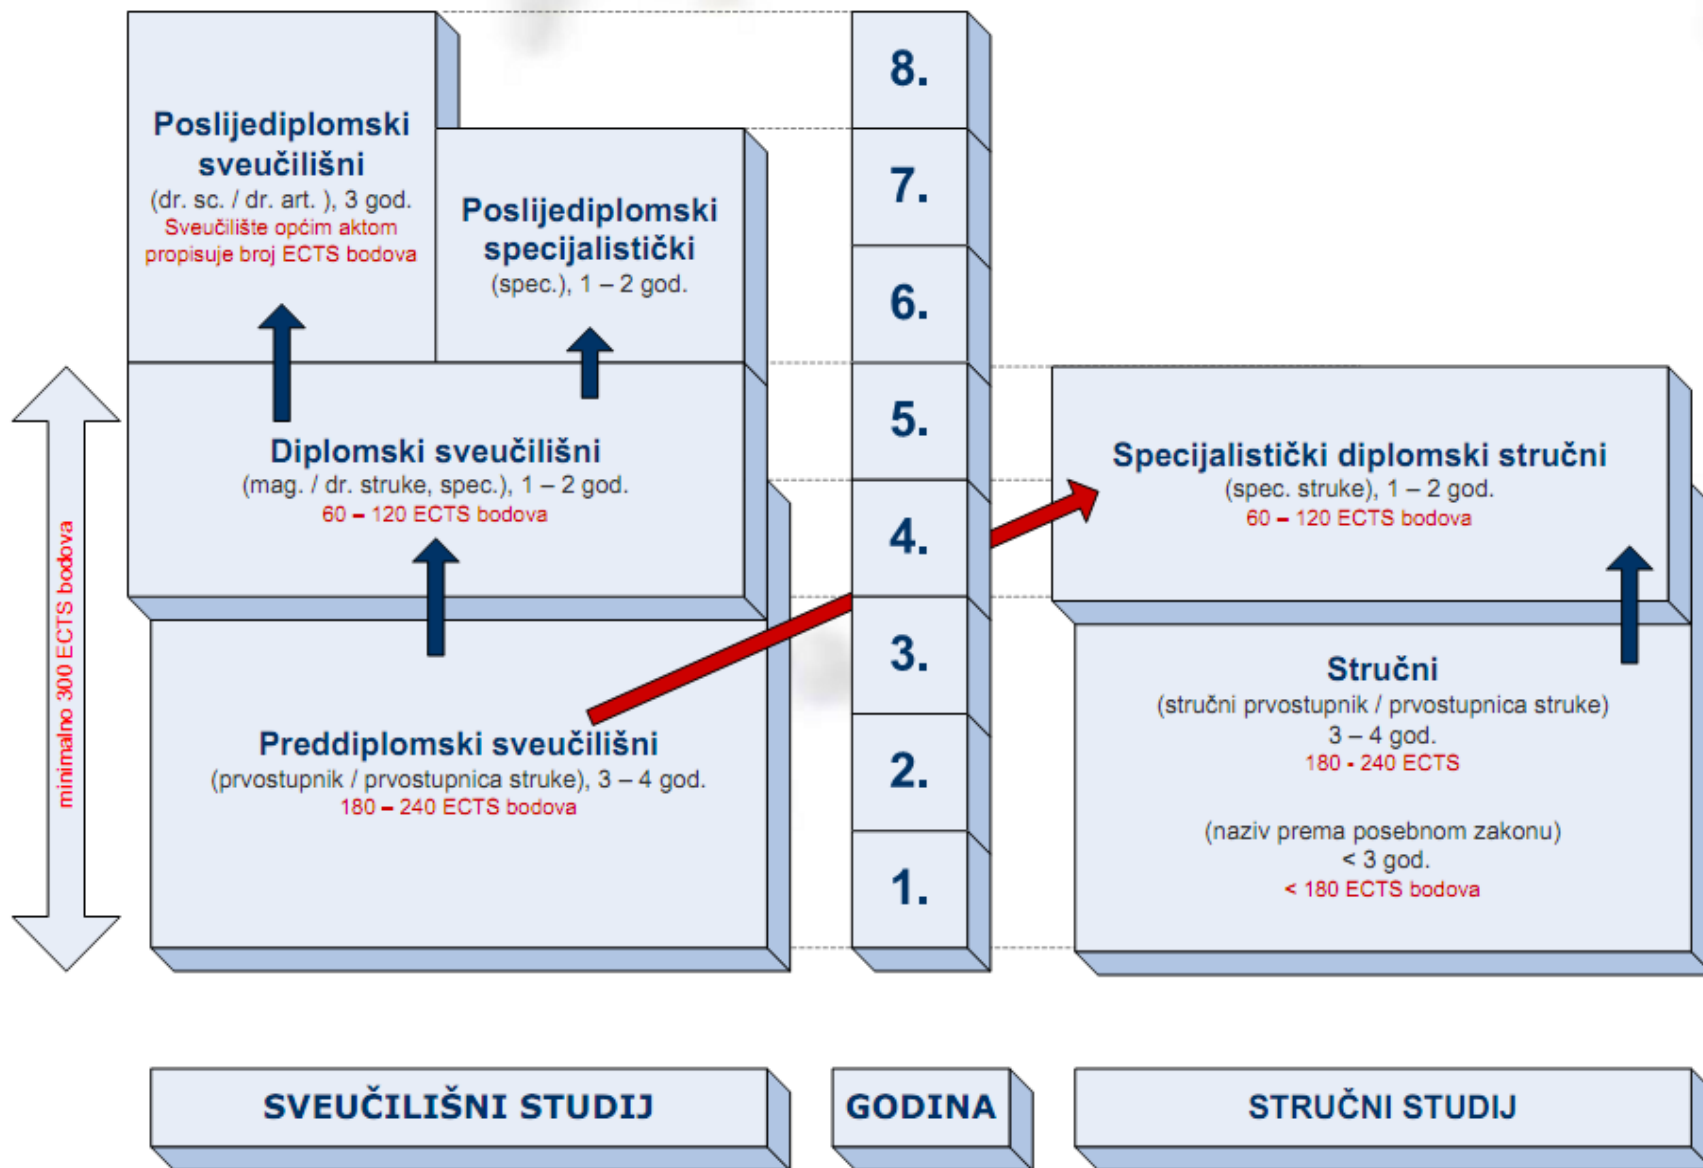 Poslijediplomski
sveučilišni
(dr. sc. / dr. art. ), 3 god.
Sveučilište općim aktom
propisuje broj ECTS bodova
Poslijediplomski
specijalistički
(spec.), 1 – 2 god.
Diplomski sveučilišni
(mag. / dr. struke, spec.), 1 – 2 god.
60 – 120 ECTS bodova
Preddiplomski sveučilišni
(prvostupnik / prvostupnica struke), 3 – 4 god.
180 – 240 ECTS bodova
minimalno 300 ECTS bodova
8.
7.
6.
5.
4.
3.
2.
1.
Specijalistički diplomski stručni
(spec. struke), 1 – 2 god.
60 – 120 ECTS bodova
Stručni
(stručni prvostupnik / prvostupnica struke)
3 – 4 god.
180 - 240 ECTS
(naziv prema posebnom zakonu)
< 3 god.
< 180 ECTS bodova
SVEUČILIŠNI STUDIJ
GODINA
STRUČNI STUDIJ